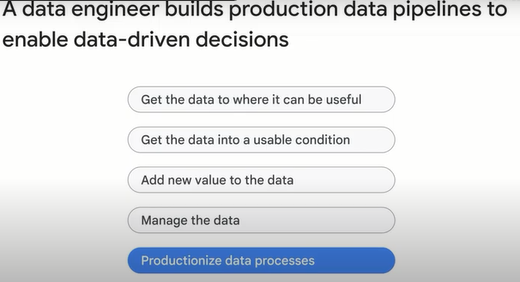 A data engineer builds production data pipelines to
enable data-driven decisions
Get the data to where it can be useful
Get the data into a usable condition
Add new value to the data
Manage the data
Productionize data processes